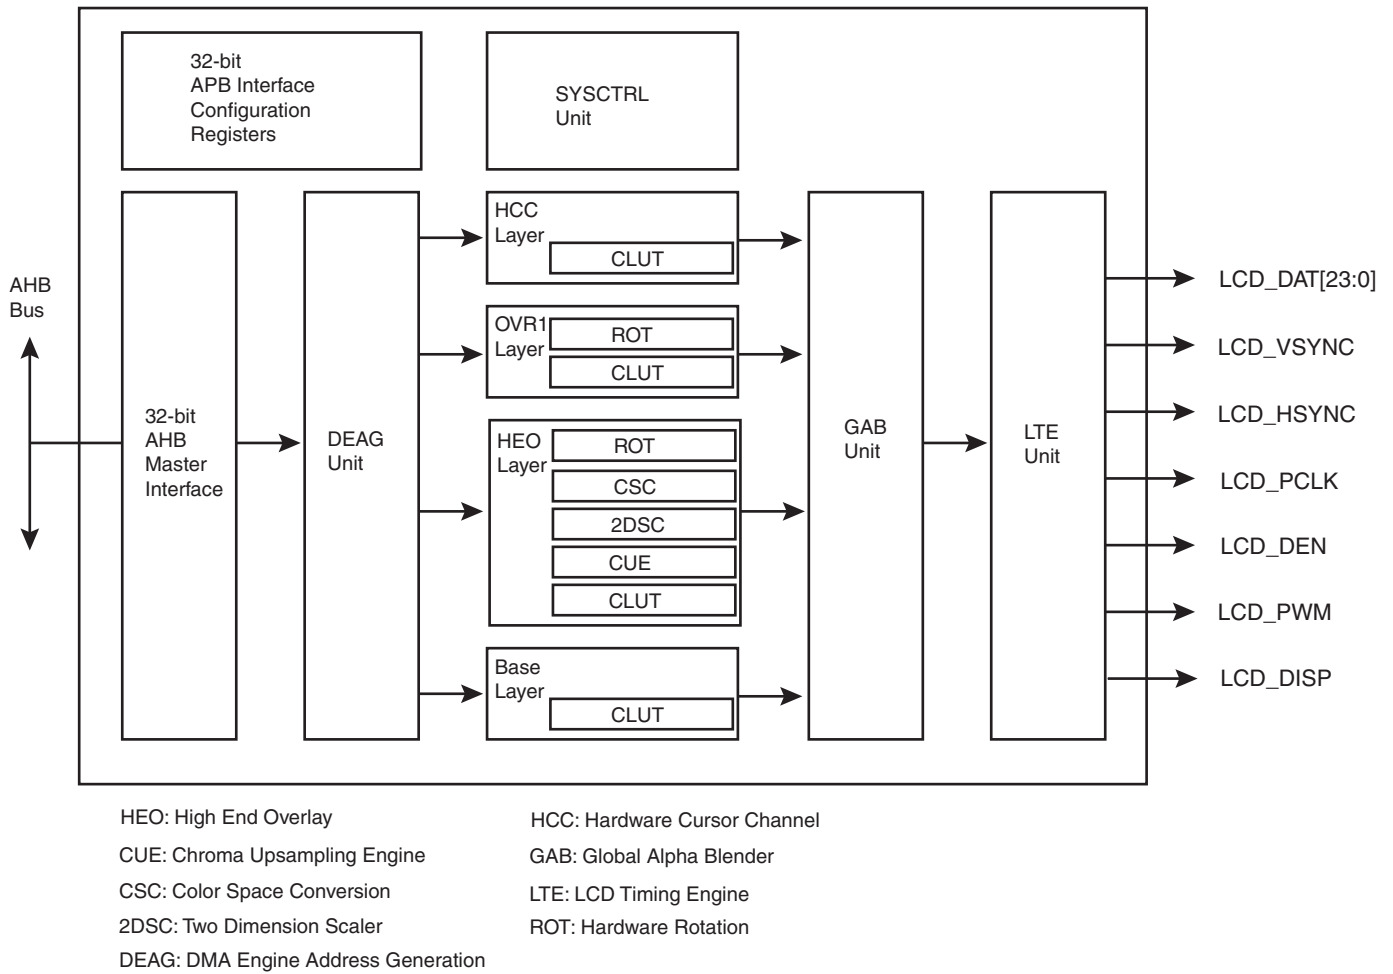 32-bit
APB Interface
Configuration
Registers
SYSCTRL
Unit
AHB
Bus
32-bit
AHB
Master
Interface
DEAG
Unit
HCC
Layer
CLUT
OVR1
Layer
ROT
CLUT
HEO
Layer
ROT
CSC
2DSC
CUE
CLUT
Base
Layer
CLUT
GAB
Unit
LTE
Unit
LCD_DAT[23:0]
LCD_VSYNC
LCD_HSYNC
LCD_PCLK
LCD_DEN
LCD_PWM
LCD_DISP
HEO: High End Overlay
CUE: Chroma Upsampling Engine
CSC: Color Space Conversion
2DSC: Two Dimension Scaler
DEAG: DMA Engine Address Generation
HCC: Hardware Cursor Channel
GAB: Global Alpha Blender
LTE: LCD Timing Engine
ROT: Hardware Rotation